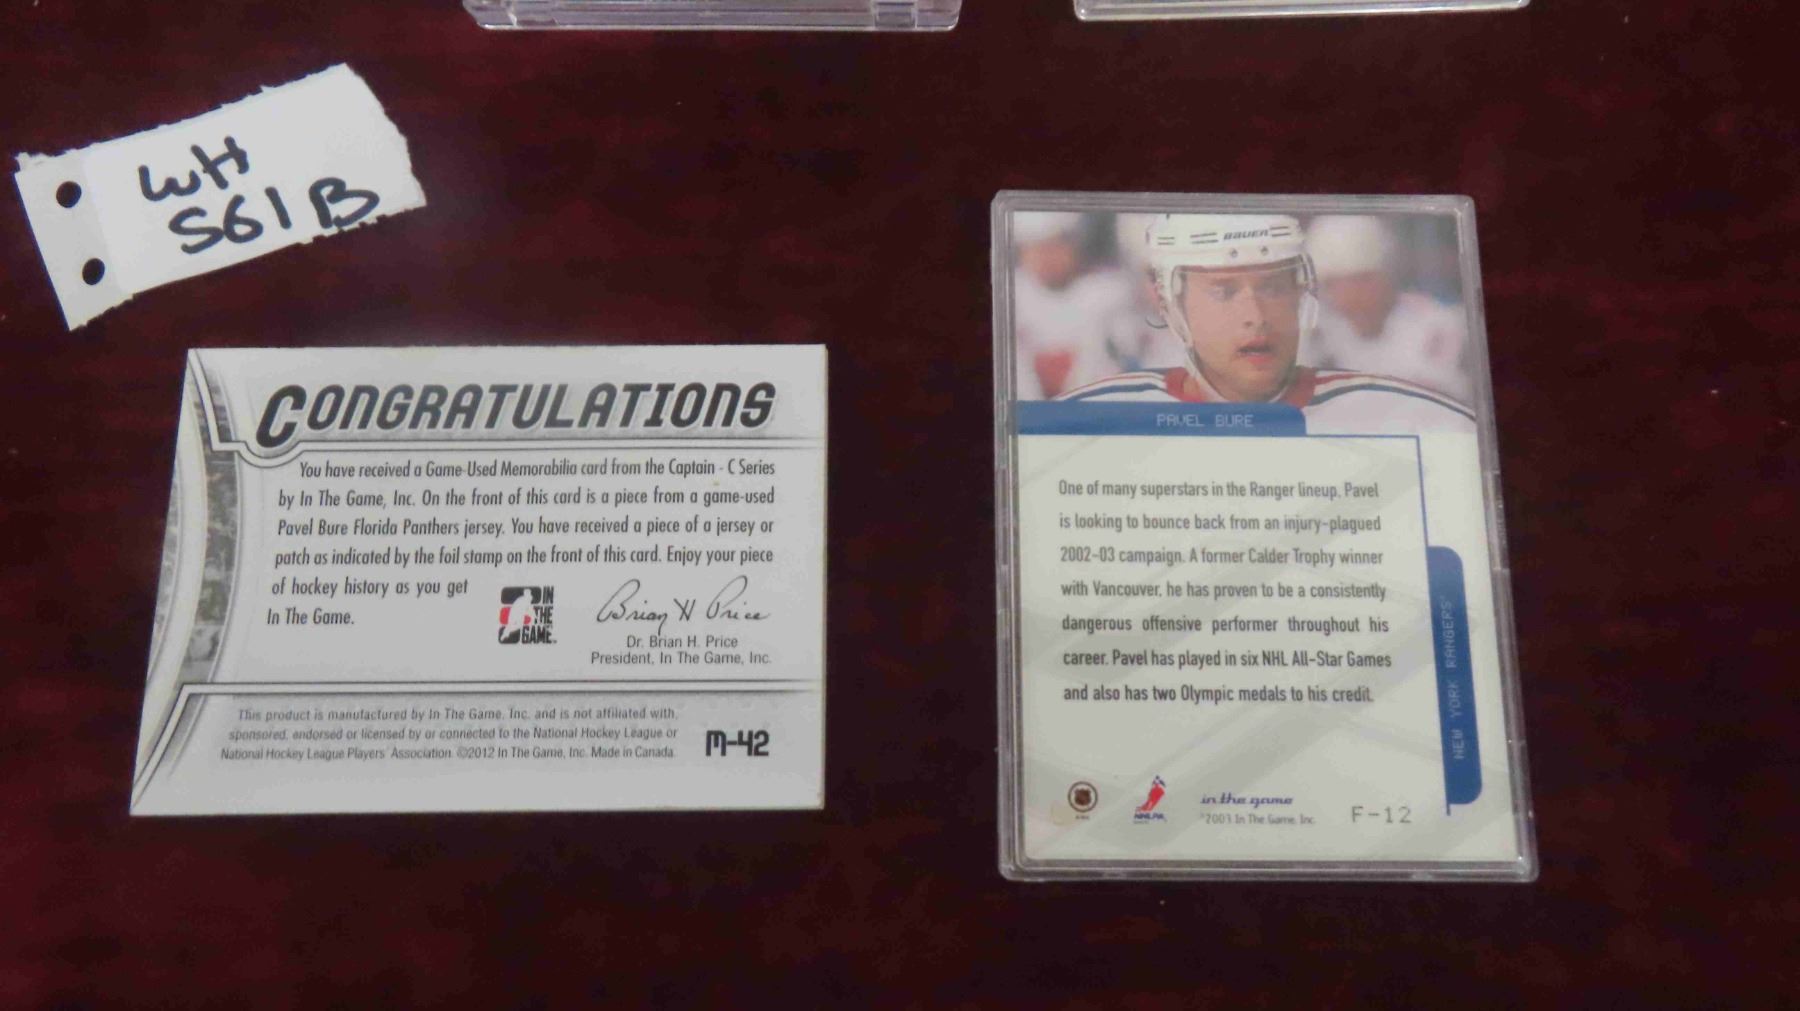 WH
S61B
CONGRATULATIONS
You have received a Game-Used Memorabilia card from the Captain - C Series
by In The Game, Inc. On the front of this card is a piece from a game-used
Pavel Bure Florida Panthers jersey. You have received a piece of a jersey or
patch as indicated by the foil stamp on the front of this card. Enjoy your piece
of hockey history as you get
In The Game.
IN
THE
GAME.
Brian H Price
Dr. Brian H. Price
President, In The Game, Inc.
This product is manufactured by In The Game, Inc. and is not affiliated with,
sponsored, endorsed or licensed by or connected to the National Hockey League or
National Hockey League Players' Association. ©2012 In The Game, Inc. Made in Canada.
M-42
BAUER
PAVEL BURE
One of many superstars in the Ranger lineup, Pavel
is looking to bounce back from an injury-plagued
2002-03 campaign. A former Calder Trophy winner
with Vancouver, he has proven to be a consistently
dangerous offensive performer throughout his
career. Pavel has played in six NHL All-Star Games
and also has two Olympic medals to his credit.
NEW YORK RANGERS
NHLPA
in the game
©2003 In The Game, Inc.
F-12